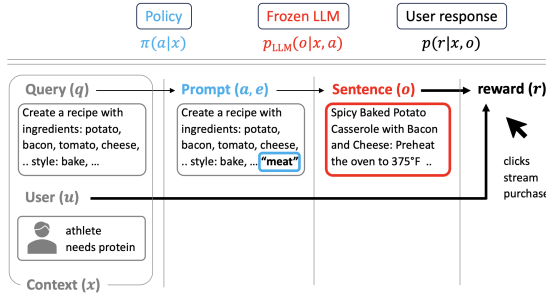 Policy
Frozen LLM
User response
π(a|x)
p_LLM(o|x, a)
p(r|x, o)
Query (q)
Prompt (a, e)
Sentence (o)
reward (r)
Create a recipe with
ingredients: potato,
bacon, tomato, cheese,
.. style: bake, ...
Create a recipe with
ingredients: potato,
bacon, tomato, cheese,
.. style: bake, ... “meat”
Spicy Baked Potato
Casserole with Bacon
and Cheese: Preheat
the oven to 375°F ..
clicks
stream
purchase
User (u)
athlete
needs protein
Context (x)